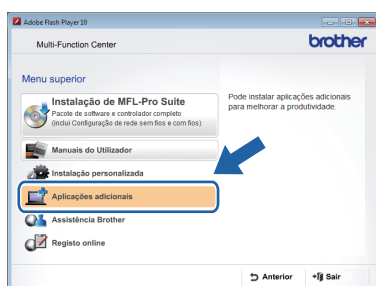 Adobe Flash Player 10
Multi-Function Center
brother
Menu superior
Instalação de MFL-Pro Suite
Pacote de software e controlador completo
(inclui Configuração de rede sem fios e com fios)
Pode instalar aplicações adicionais
para melhorar a produtividade.
Manuais do Utilizador
Instalação personalizada
Aplicações adicionais
Assistência Brother
Registo online
Anterior
Sair